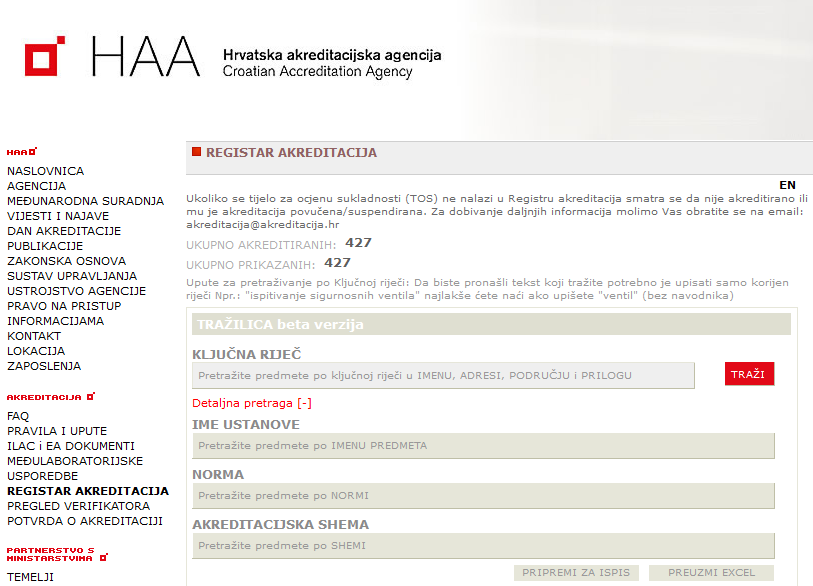 HAA
Hrvatska akreditacijska agencija
Croatian Accreditation Agency
HAA
NASLOVNICA
AGENCIJA
MEĐUNARODNA SURADNJA
VIJESTI I NAJAVE
DAN AKREDITACIJE
PUBLIKACIJE
ZAKONSKA OSNOVA
SUSTAV UPRAVLJANJA
USTROJSTVO AGENCIJE
PRAVO NA PRISTUP
INFORMACIJAMA
KONTAKT
LOKACIJA
ZAPOSLENJA
AKREDITACIJA
FAQ
PRAVILA I UPUTE
ILAC i EA DOKUMENTI
MEĐULABORATORIJSKE
USPOREDBE
REGISTAR AKREDITACIJA
PREGLED VERIFIKATORA
POTVRDA O AKREDITACIJI
PARTNERSTVO S
MINISTARSTVIMA
TEMELJI
REGISTAR AKREDITACIJA
EN
Ukoliko se tijelo za ocjenu sukladnosti (TOS) ne nalazi u Registru akreditacija smatra se da nije akreditirano ili
mu je akreditacija povučena/suspendirana. Za dobivanje daljnjih informacija molimo Vas obratite se na email:
akreditacija@akreditacija.hr
UKUPNO AKREDITIRANIH: 427
UKUPNO PRIKAZANIH: 427
Upute za pretraživanje po Ključnoj riječi: Da biste pronašli tekst koji tražite potrebno je upisati samo korijen
riječi Npr.: "ispitivanje sigurnosnih ventila" najlakše ćete naći ako upišete "ventil" (bez navodnika)
TRAŽILICA beta verzija
KLJUČNA RIJEČ
Pretražite predmete po ključnoj riječi u IMENU, ADRESI, PODRUČJU i PRILOGU
TRAŽI
Detaljna pretraga [-]
IME USTANOVE
Pretražite predmete po IMENU PREDMETA
NORMA
Pretražite predmete po NORMI
AKREDITACIJSKA SHEMA
Pretražite predmete po SHEMI
PRIPREMI ZA ISPIS PREUZMI EXCEL